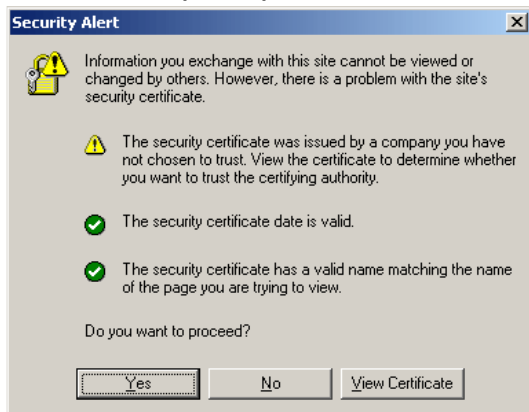 Security Alert
Information you exchange with this site cannot be viewed or
changed by others. However, there is a problem with the site's
security certificate.
The security certificate was issued by a company you have
not chosen to trust. View the certificate to determine whether
you want to trust the certifying authority.
The security certificate date is valid.
The security certificate has a valid name matching the name
of the page you are trying to view.
Do you want to proceed?
Yes No View Certificate